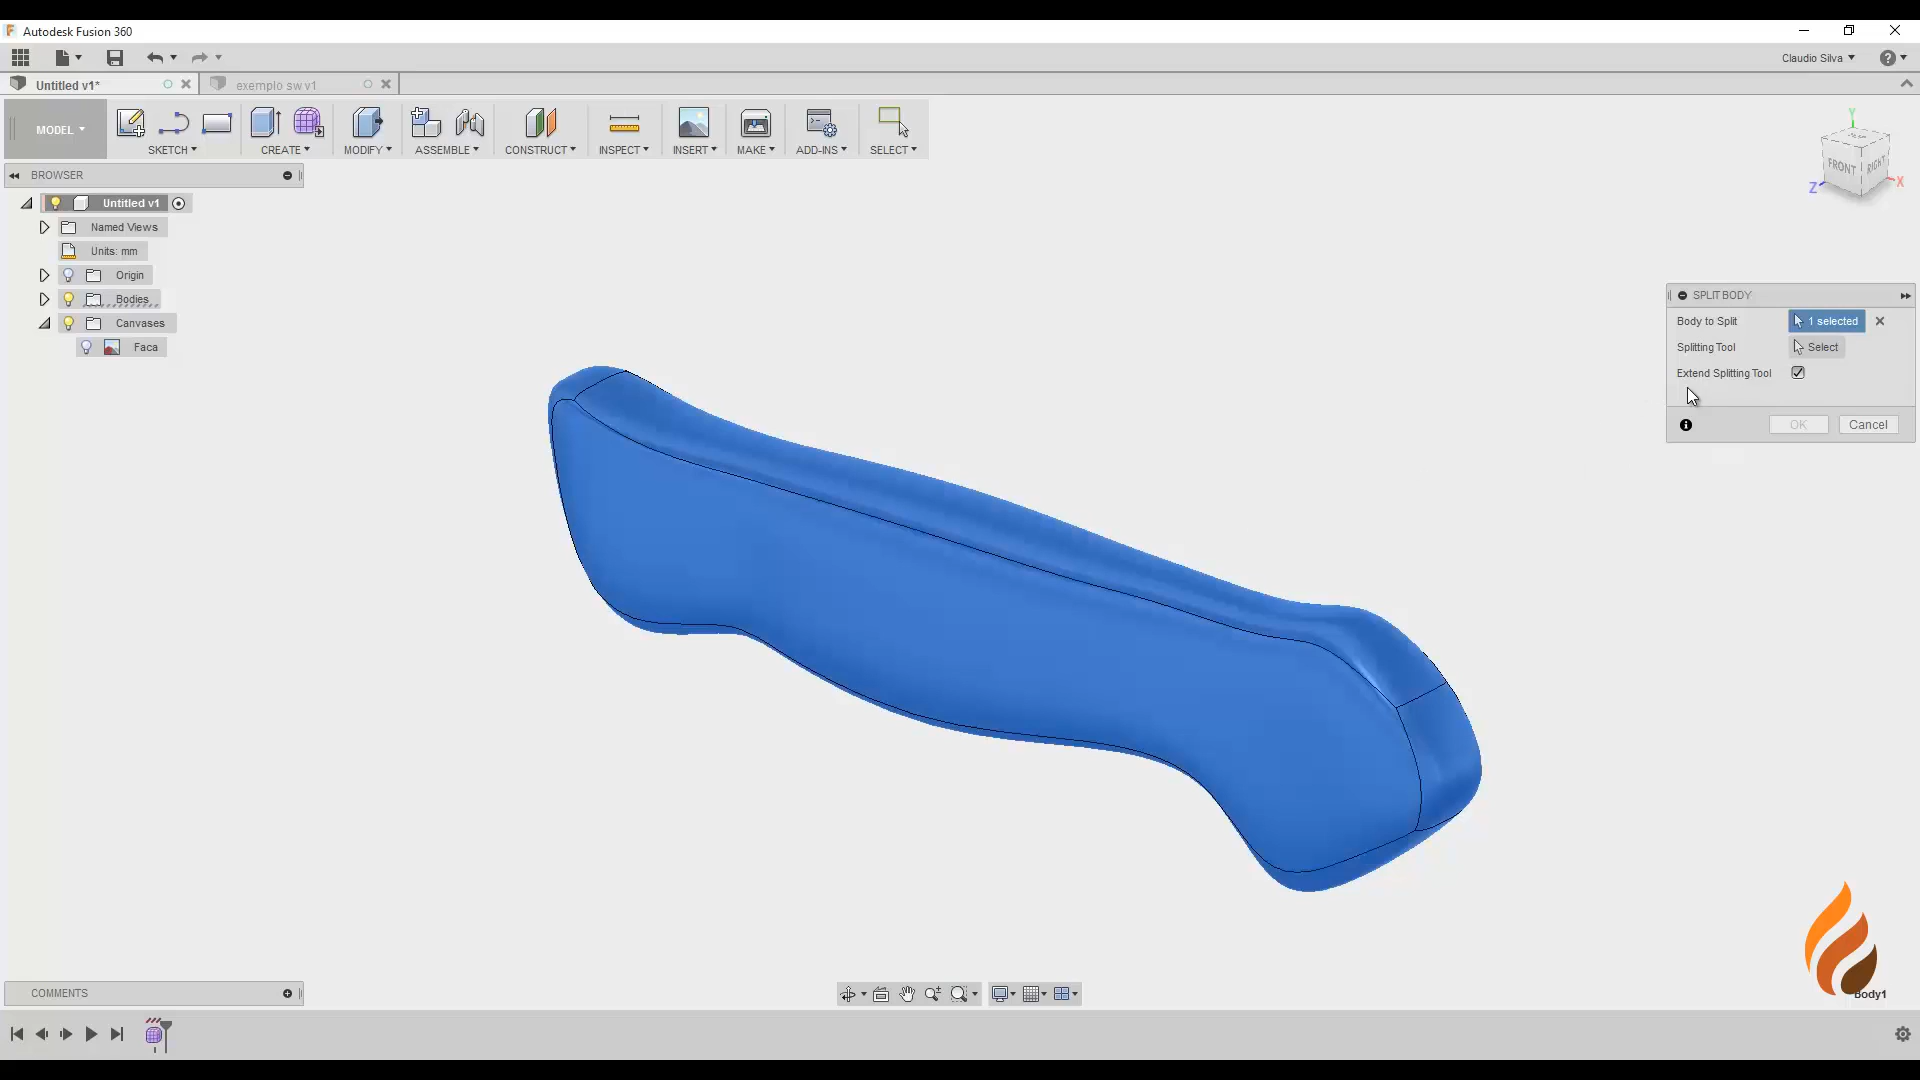 Autodesk Fusion 360
Claudio Silva
Untitled v1*
exemplo sw v1
MODEL
SKETCH
CREATE
MODIFY
ASSEMBLE
CONSTRUCT
INSPECT
INSERT
MAKE
ADD-INS
SELECT
Y
FRONT
RIGHT
Z
X
BROWSER
Untitled v1
Named Views
Units: mm
Origin
Bodies
Canvases
Faca
SPLIT BODY
Body to Split 1 selected
Splitting Tool Select
Extend Splitting Tool
OK Cancel
COMMENTS
Body1